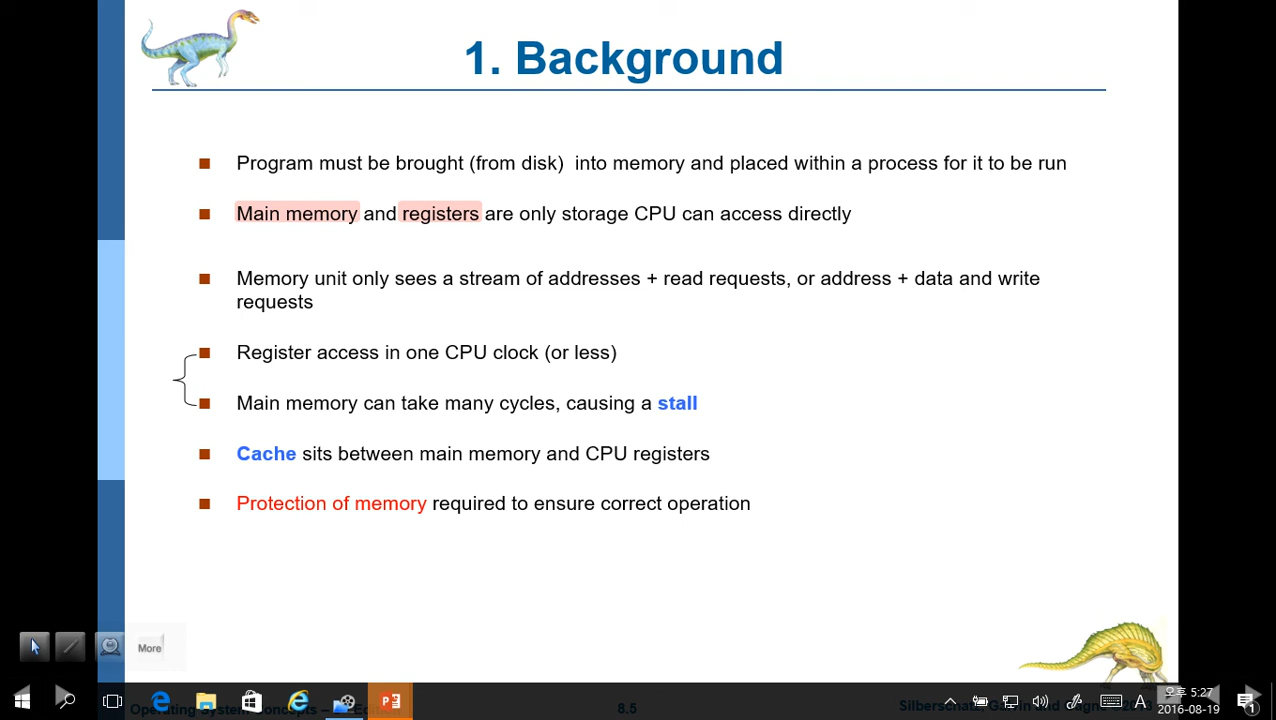 1. Background
Program must be brought (from disk)  into memory and placed within a process for it to be run
Main memory and registers are only storage CPU can access directly
Memory unit only sees a stream of addresses + read requests, or address + data and write
requests
Register access in one CPU clock (or less)
Main memory can take many cycles, causing a stall
Cache sits between main memory and CPU registers
Protection of memory required to ensure correct operation
More
Operating System Concepts –
8.5
Silberschatz,
A
오후 5:27
2016-08-19
1